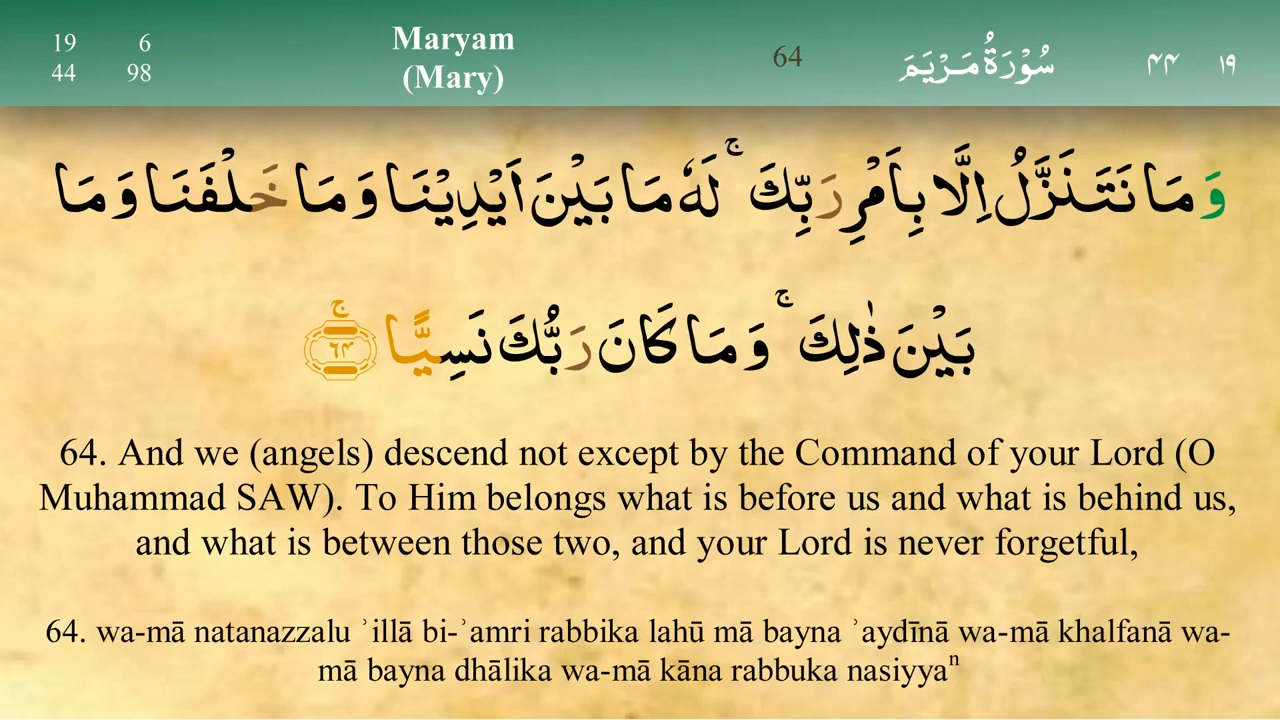 19 6 Maryam 64 سُوْرَةُ مَرْيَمَ ٤٤ ١٩
44 98 (Mary)
وَمَا نَتَنَزَّلُ اِلَّا بِاَمْرِ رَبِّكَ ۚ لَهٗ مَا بَيْنَ اَيْدِيْنَا وَمَا خَلْفَنَا وَمَا
بَيْنَ ذٰلِكَ ۚ وَمَا كَانَ رَبُّكَ نَسِيًّا ۚ ٦٤
64. And we (angels) descend not except by the Command of your Lord (O
Muhammad SAW). To Him belongs what is before us and what is behind us,
and what is between those two, and your Lord is never forgetful,
64. wa-mā natanazzalu ʾillā bi-ʾamri rabbika lahū mā bayna ʾaydīnā wa-mā khalfanā wa-
mā bayna dhālika wa-mā kāna rabbuka nasiyyaⁿ